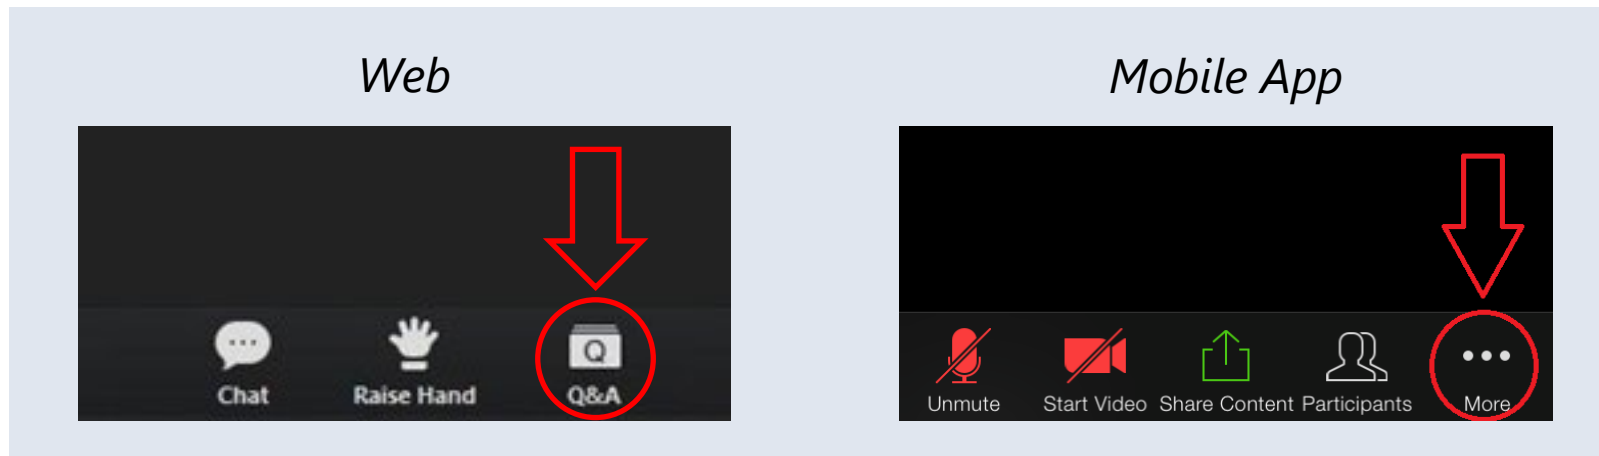 Web
Mobile App
Q
Chat
Raise Hand
Q&A
Unmute
Start Video
Share Content
Participants
More